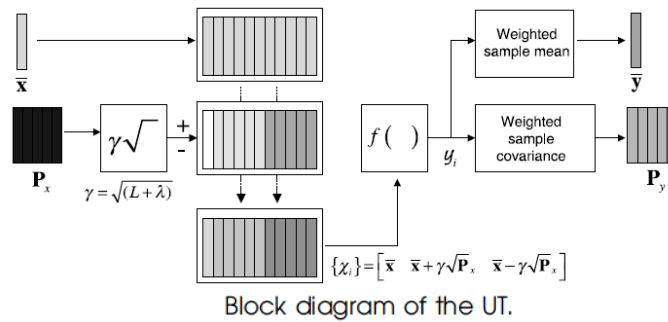 x̄
Weighted
sample mean
ȳ
P_x
γ√
+
-
γ = √(L+λ)
f( )
y_i
Weighted
sample
covariance
P_y
{χ_i} = [x̄ x̄ + γ√P_x x̄ − γ√P_x]
Block diagram of the UT.